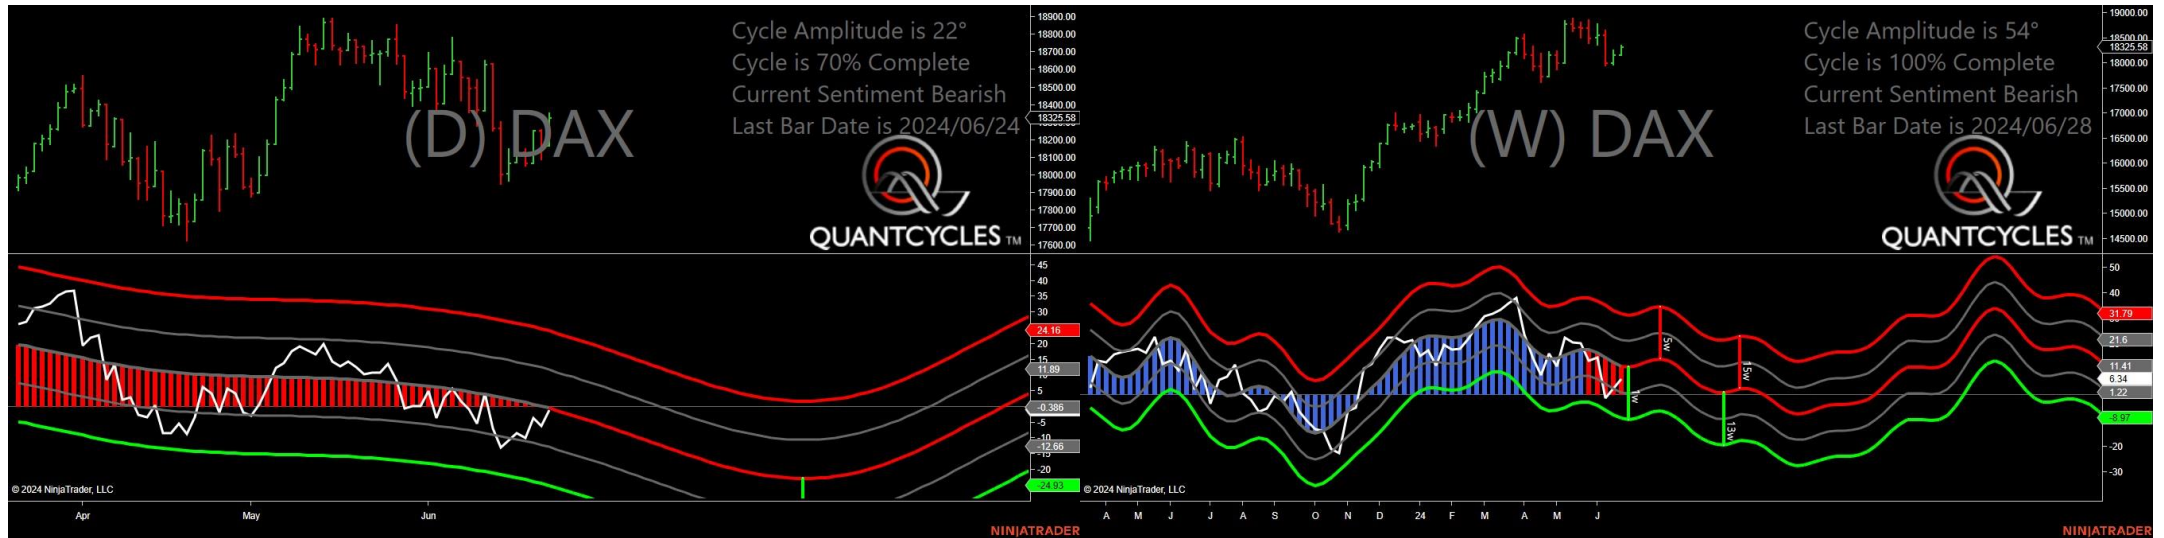 Cycle Amplitude is 22°
Cycle is 70% Complete
Current Sentiment Bearish
Last Bar Date is 2024/06/24
(D) DAX
QUANTCYCLES TM
18900.00
18800.00
18700.00
18600.00
18500.00
18400.00
18325.58
18200.00
18100.00
18000.00
17900.00
17800.00
17700.00
17600.00
45
40
35
30
24.16
20
15
11.89
10
5
-0.386
-5
-10
-12.66
-15
-20
-24.93
© 2024 NinjaTrader, LLC
Apr
May
Jun
NINJATRADER
Cycle Amplitude is 54°
Cycle is 100% Complete
Current Sentiment Bearish
Last Bar Date is 2024/06/28
(W) DAX
QUANTCYCLES TM
19000.00
18500.00
18325.58
18000.00
17500.00
17000.00
16500.00
16000.00
15500.00
15000.00
14500.00
50
40
31.79
21.6
11.41
6.34
1.22
-8.97
-20
-30
5w
15w
13w
© 2024 NinjaTrader, LLC
A M J J A S O N D 24 F M A M J
NINJATRADER